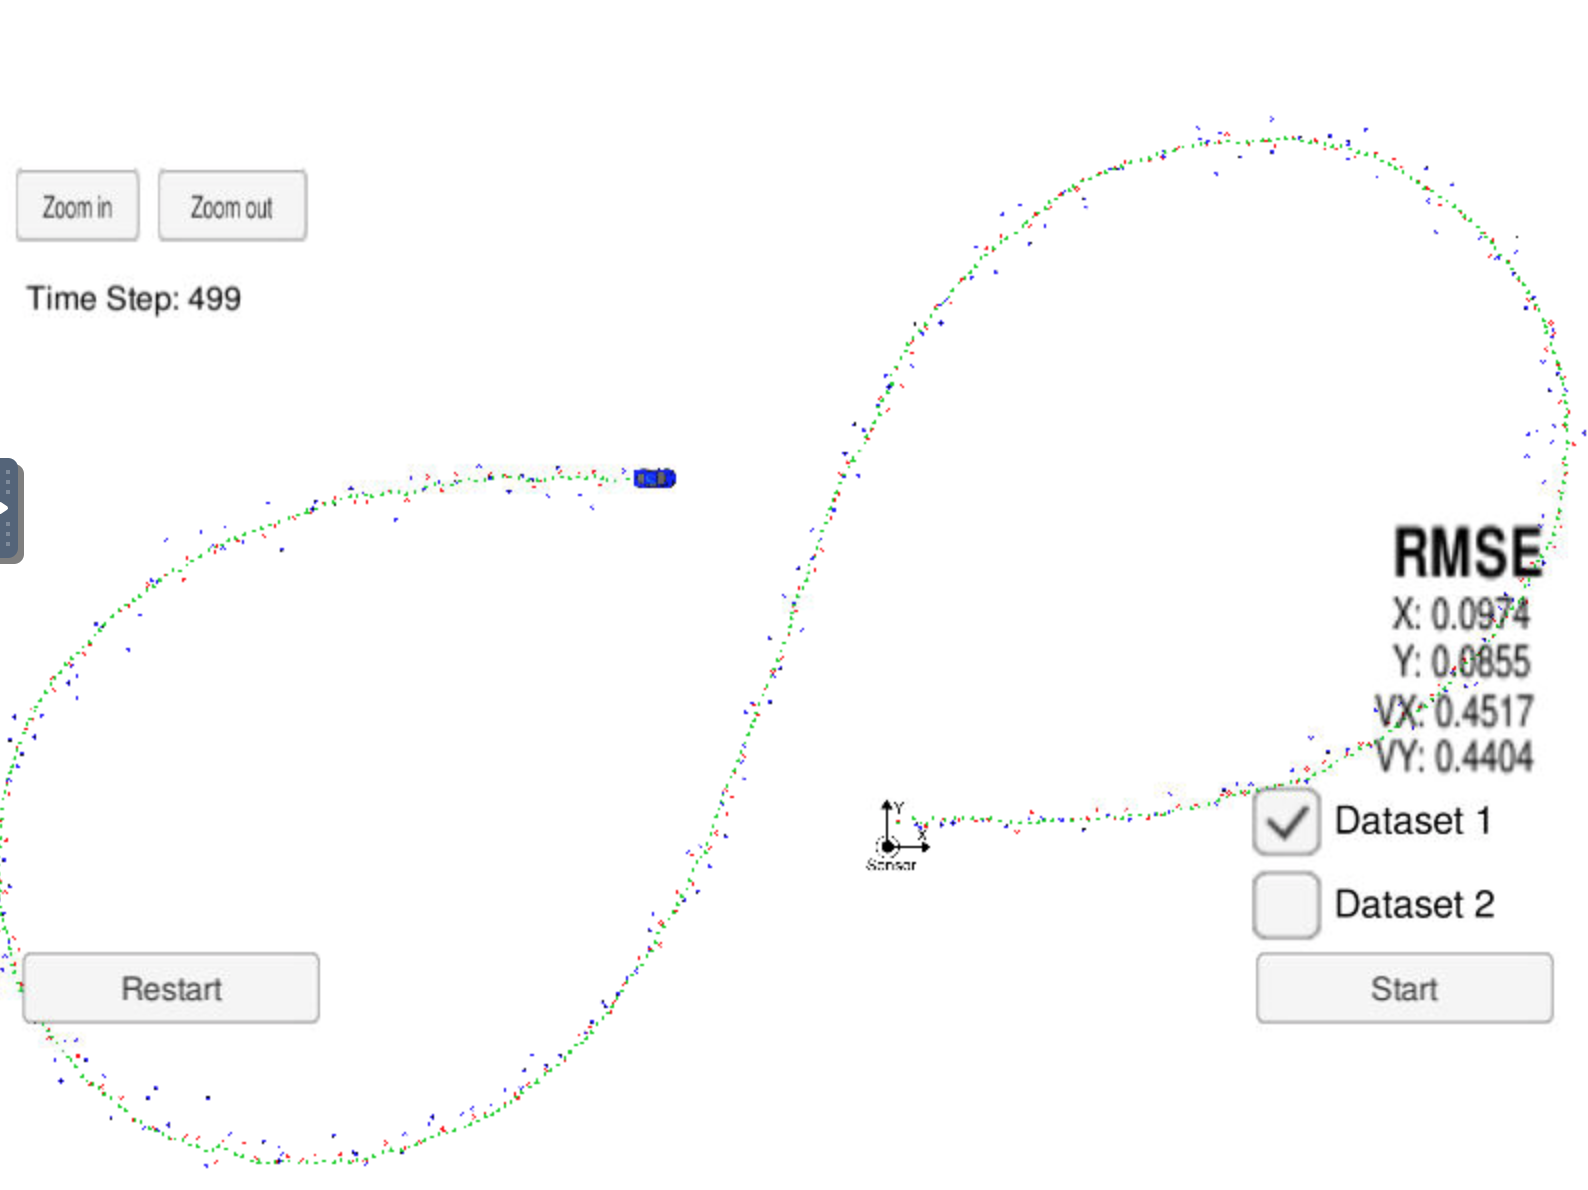 Zoom in
Zoom out
Time Step: 499
RMSE
X: 0.0974
Y: 0.0855
VX: 0.4517
VY: 0.4404
Y
X
Sensor
Dataset 1
Dataset 2
Restart
Start